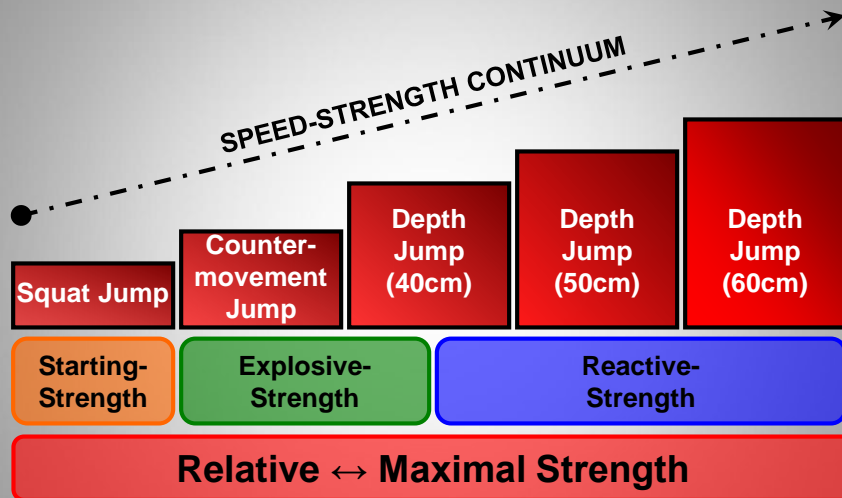 SPEED-STRENGTH CONTINUUM
Squat Jump
Counter-
movement
Jump
Depth
Jump
(40cm)
Depth
Jump
(50cm)
Depth
Jump
(60cm)
Starting-
Strength
Explosive-
Strength
Reactive-
Strength
Relative ↔ Maximal Strength